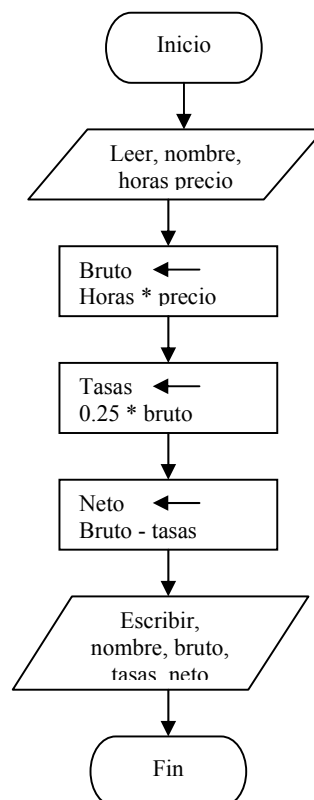 Inicio
Leer, nombre,
horas precio
Bruto ←
Horas * precio
Tasas ←
0.25 * bruto
Neto ←
Bruto - tasas
Escribir,
nombre, bruto,
tasas, neto
Fin